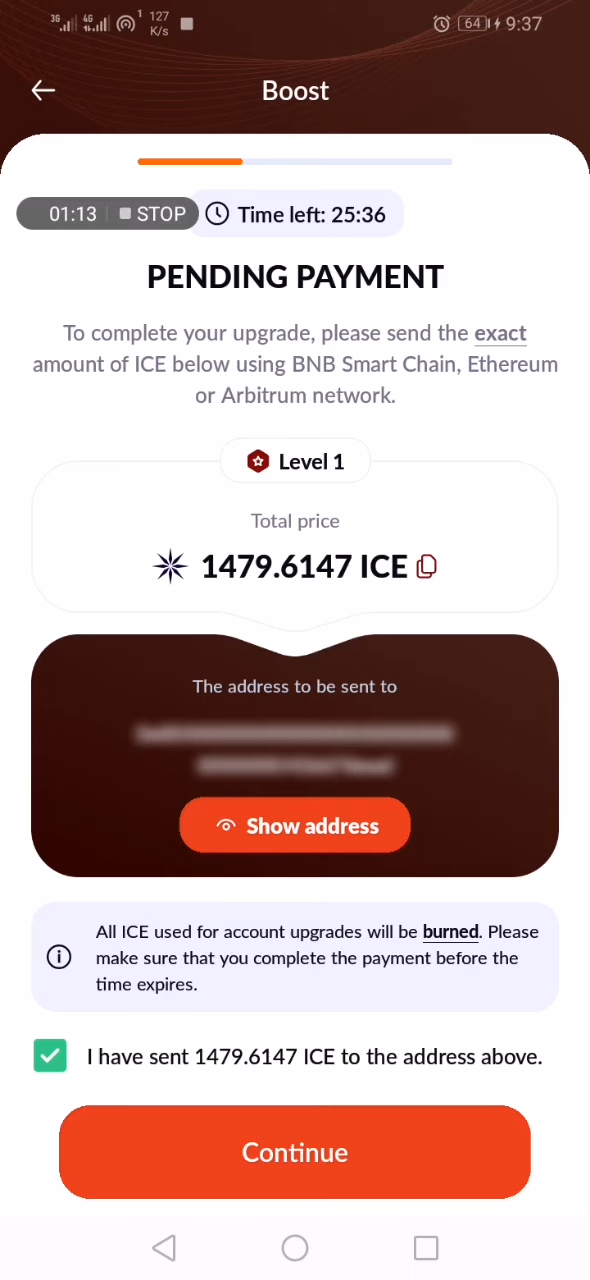 3G 4G 1 127 K/s 64 9:37
Boost
01:13 STOP Time left: 25:36
PENDING PAYMENT
To complete your upgrade, please send the exact
amount of ICE below using BNB Smart Chain, Ethereum
or Arbitrum network.
Level 1
Total price
1479.6147 ICE
The address to be sent to
Show address
All ICE used for account upgrades will be burned. Please
make sure that you complete the payment before the
time expires.
I have sent 1479.6147 ICE to the address above.
Continue